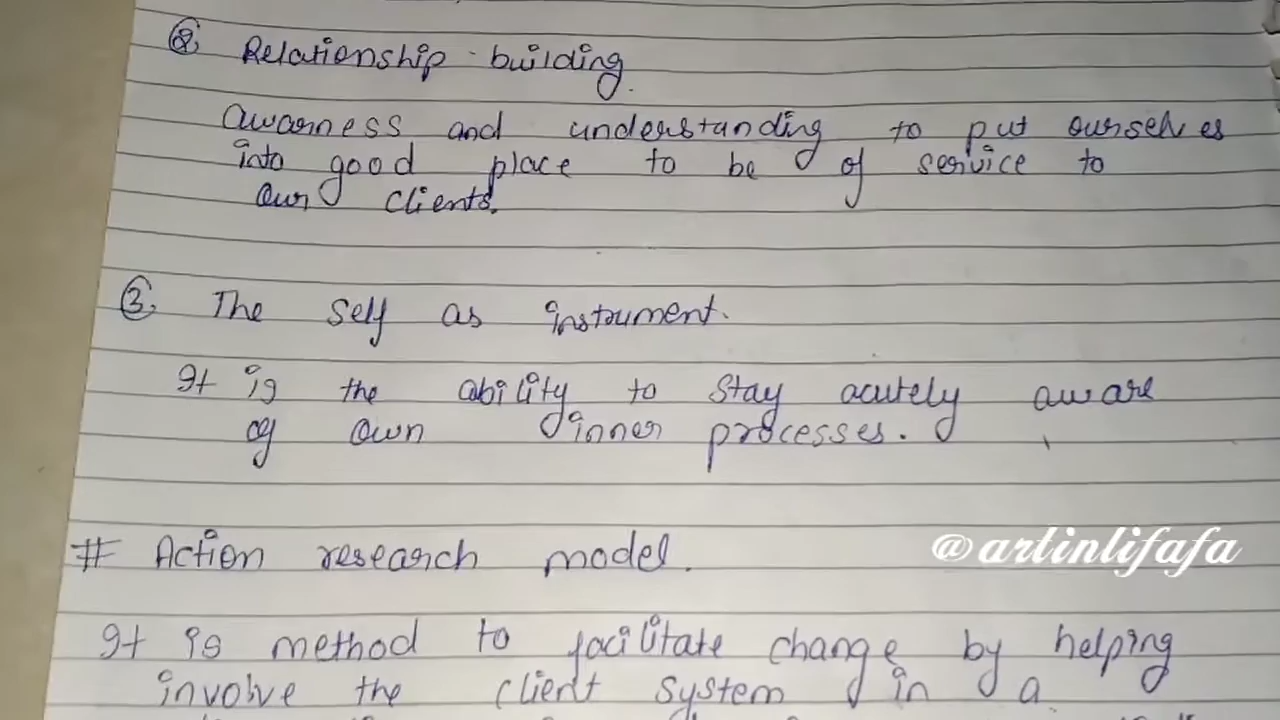 ② Relationship-building.
awarness and understanding to put ourselves
into good place to be of service to
our clients.
③. The self as instrument.
It is the ability to stay acutely aware
of own inner processes.
# Action research model.
@artinlifafa
It is method to facilitate change by helping
involve the client system in a